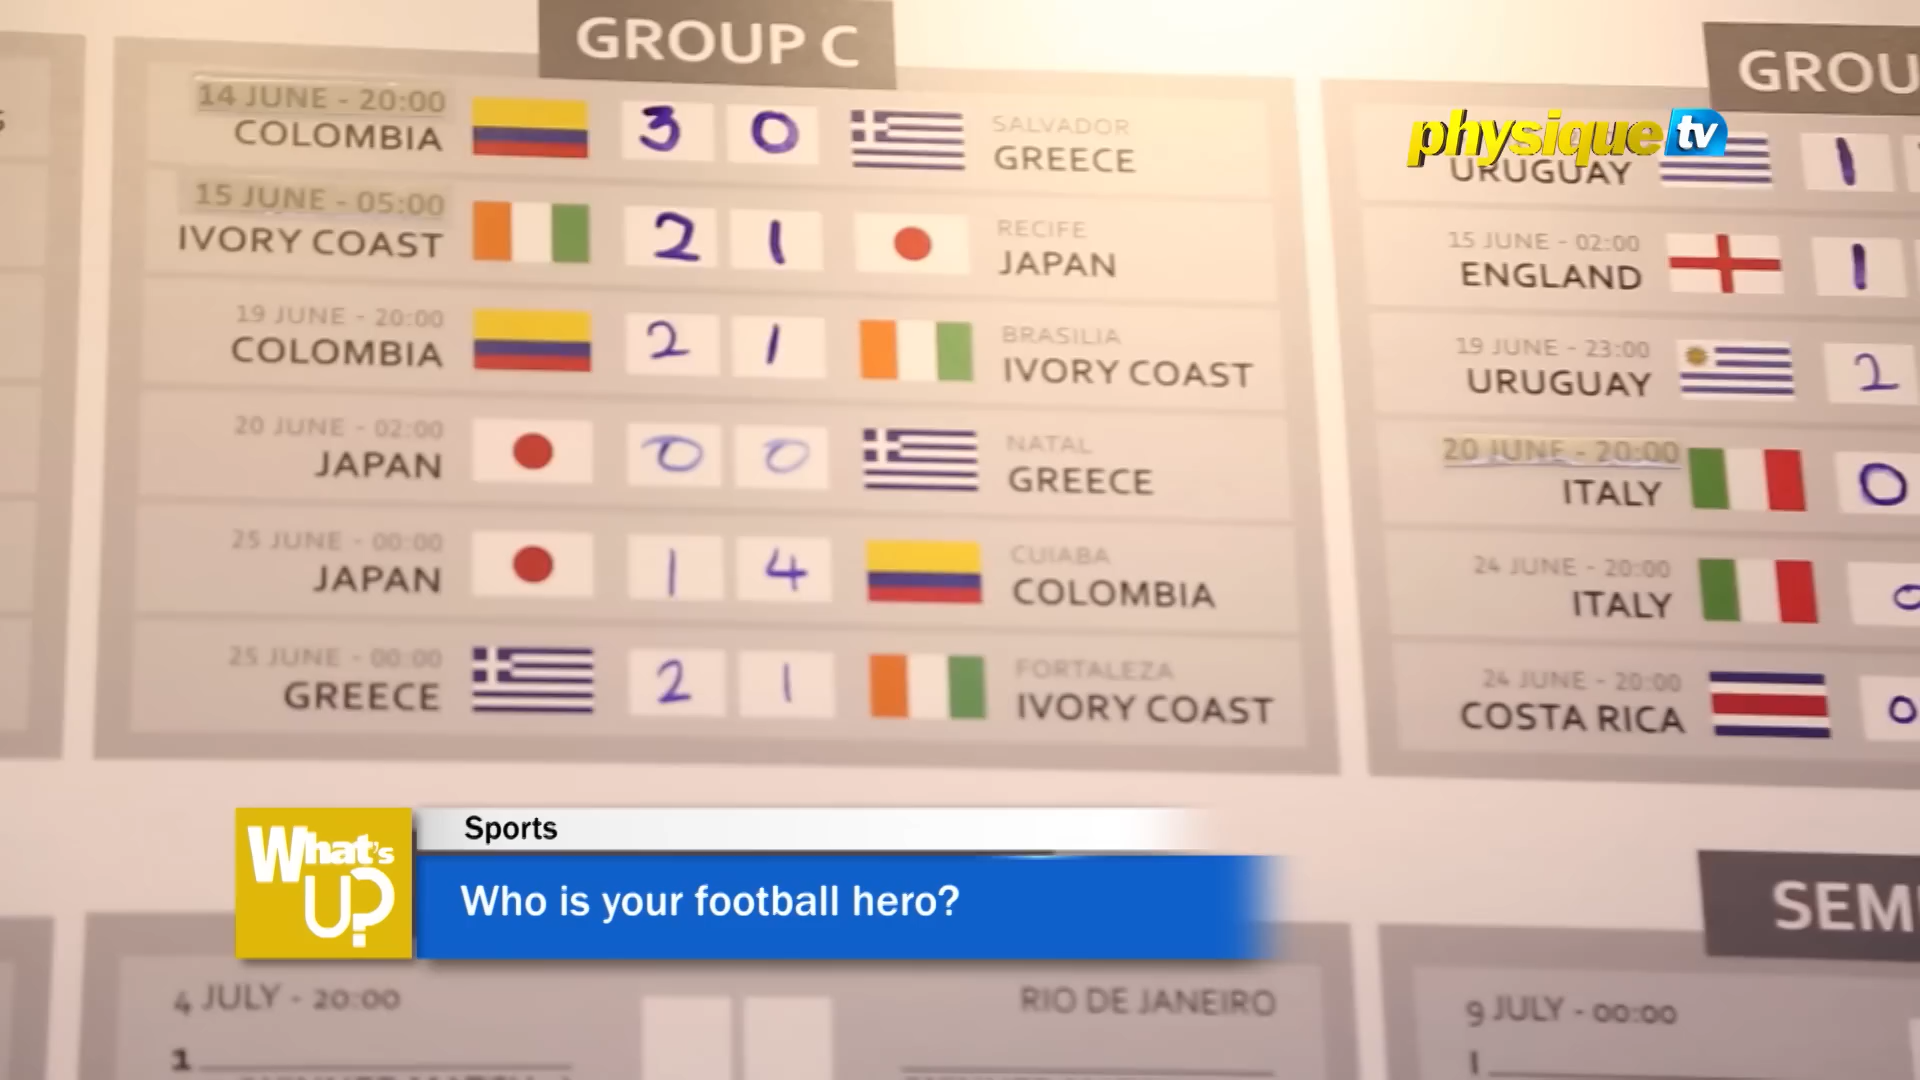 GROUP C
14 JUNE - 20:00
COLOMBIA 3 0 SALVADOR
GREECE
15 JUNE - 05:00
IVORY COAST 2 1 RECIFE
JAPAN
19 JUNE - 20:00
COLOMBIA 2 1 BRASILIA
IVORY COAST
20 JUNE - 02:00
JAPAN 0 0 NATAL
GREECE
25 JUNE - 00:00
JAPAN 1 4 CUIABA
COLOMBIA
25 JUNE - 00:00
GREECE 2 1 FORTALEZA
IVORY COAST
GROU
physique tv
URUGUAY 1
15 JUNE - 02:00
ENGLAND 1
19 JUNE - 23:00
URUGUAY 2
20 JUNE - 20:00
ITALY 0
24 JUNE - 20:00
ITALY 0
24 JUNE - 20:00
COSTA RICA 0
What's UP?
Sports
Who is your football hero?
4 JULY - 20:00
RIO DE JANEIRO
1
SEMI
9 JULY - 00:00